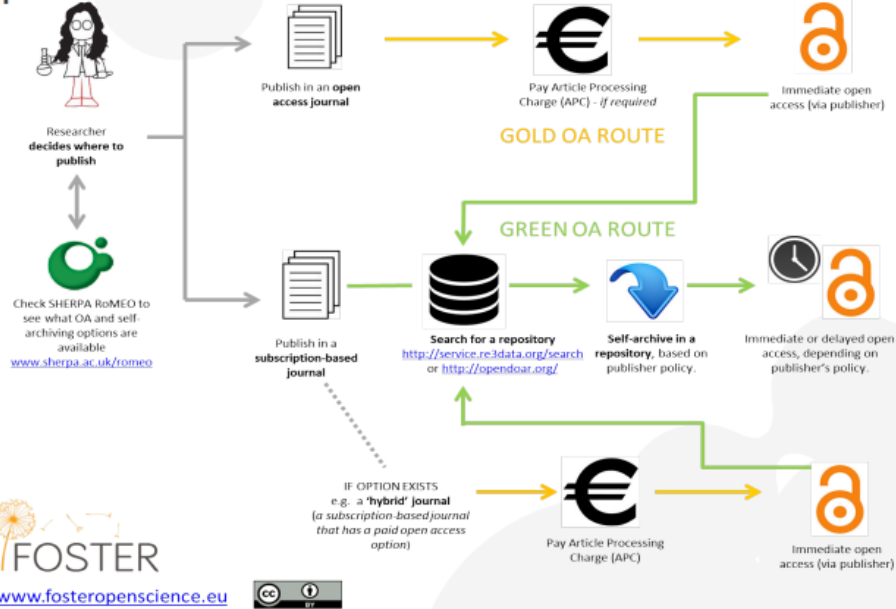 Researcher
decides where to
publish
Check SHERPA RoMEO to
see what OA and self-
archiving options are
available
www.sherpa.ac.uk/romeo
Publish in an open
access journal
Pay Article Processing
Charge (APC) - if required
Immediate open
access (via publisher)
GOLD OA ROUTE
GREEN OA ROUTE
Publish in a
subscription-based
journal
Search for a repository
http://service.re3data.org/search
or http://opendoar.org/
Self-archive in a
repository, based on
publisher policy.
Immediate or delayed open
access, depending on
publisher's policy.
IF OPTION EXISTS
e.g. a 'hybrid' journal
(a subscription-based journal
that has a paid open access
option)
Pay Article Processing
Charge (APC)
Immediate open
access (via publisher)
FOSTER
www.fosteropenscience.eu
cc
BY